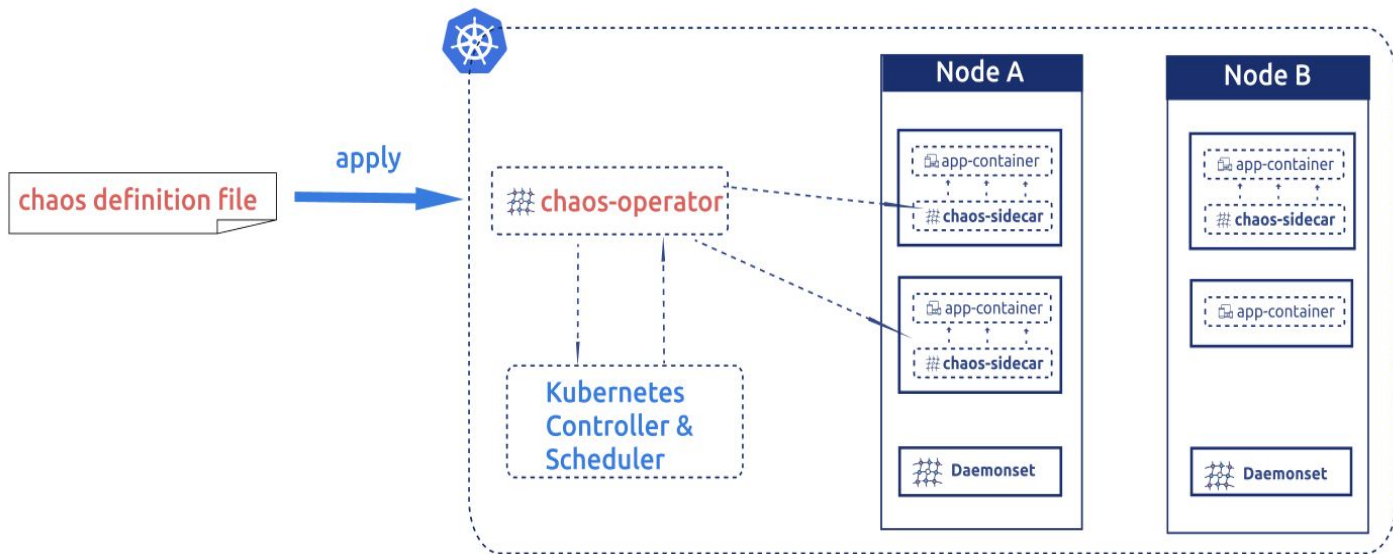 chaos definition file
apply
chaos-operator
Kubernetes
Controller &
Scheduler
Node A
app-container
chaos-sidecar
app-container
chaos-sidecar
Daemonset
Node B
app-container
chaos-sidecar
app-container
Daemonset